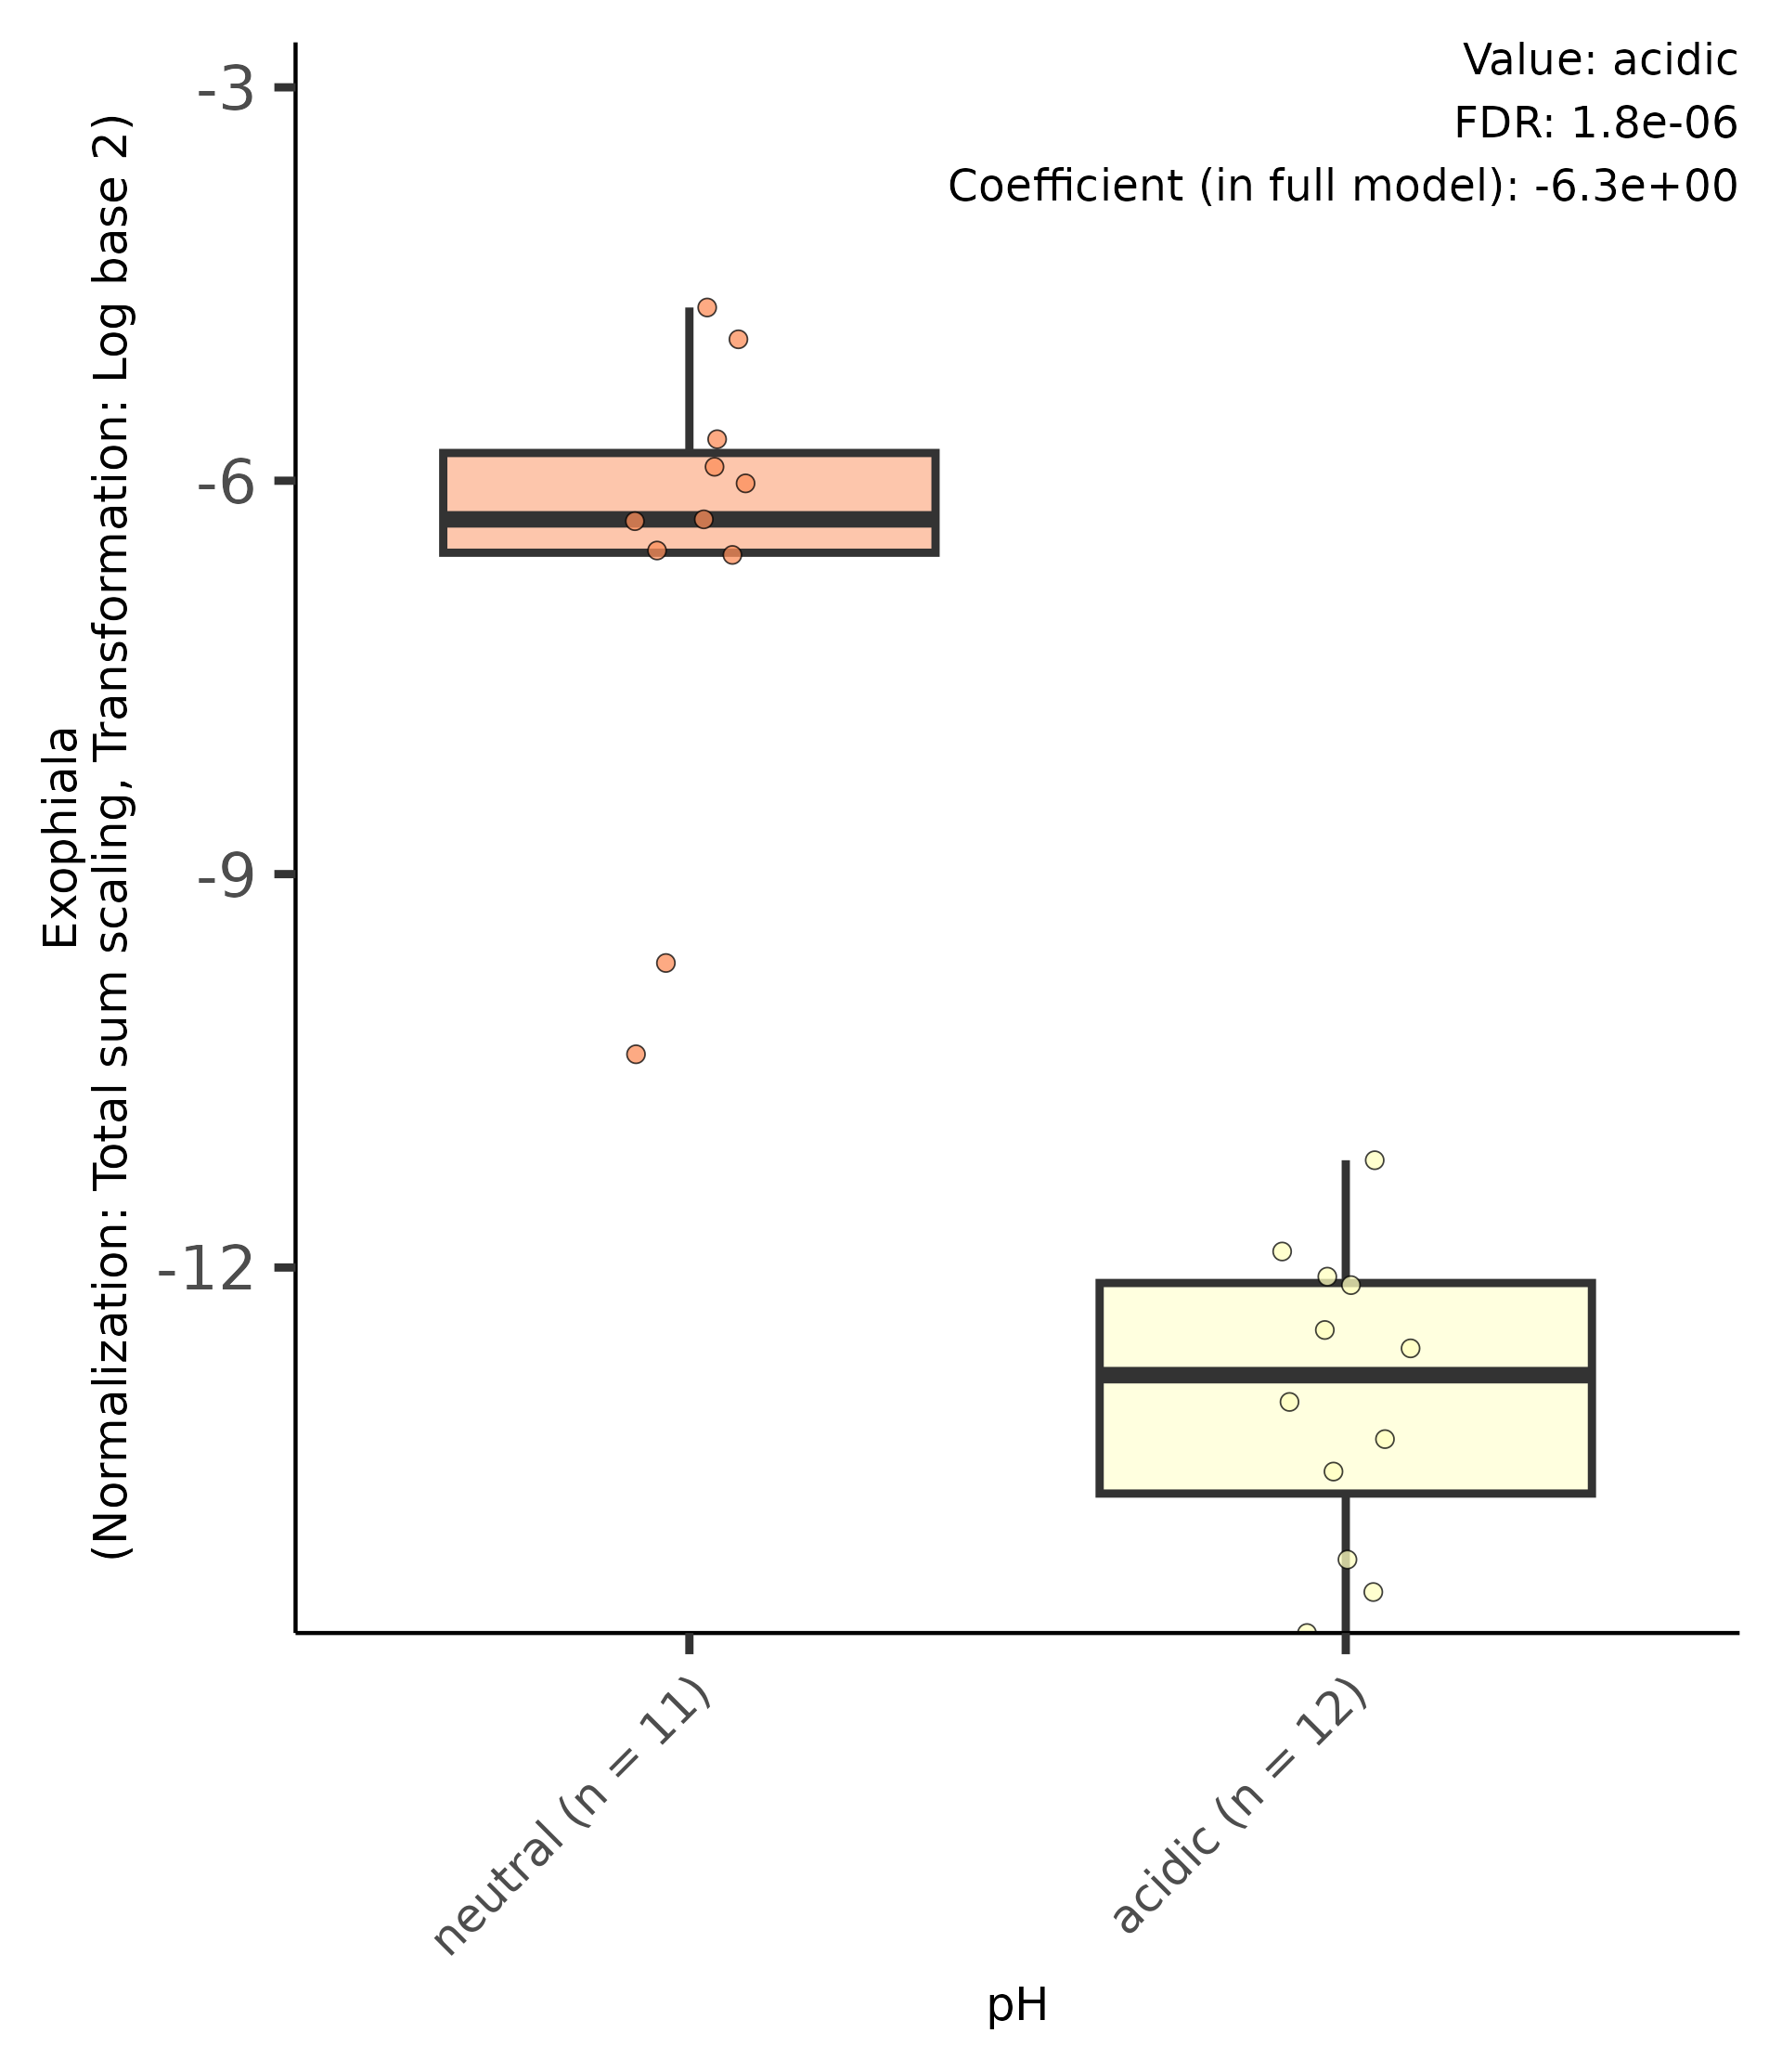 Value: acidic
FDR: 1.8e-06
Coefficient (in full model): -6.3e+00
Exophiala
(Normalization: Total sum scaling, Transformation: Log base 2)
-3
-6
-9
-12
neutral (n = 11)
acidic (n = 12)
pH